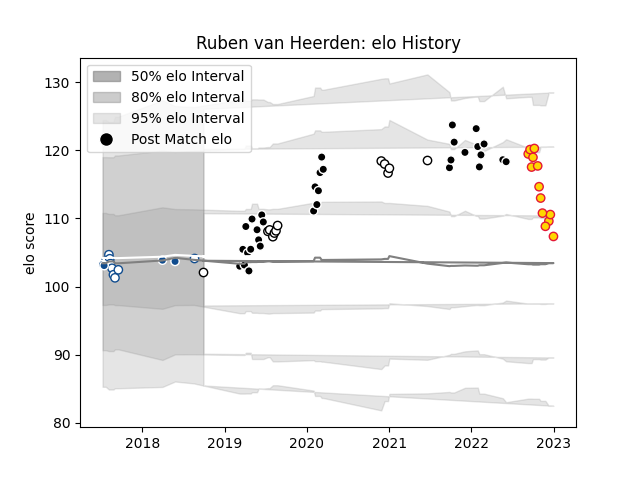 Ruben van Heerden: elo History
50% elo Interval
80% elo Interval
95% elo Interval
Post Match elo
elo score
130
120
110
100
90
80
2018
2019
2020
2021
2022
2023